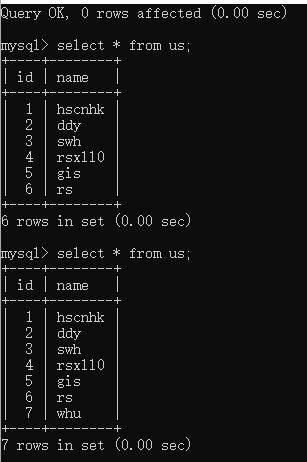 Query OK, 0 rows affected (0.00 sec)
mysql> select * from us;
+----+--------+
| id | name   |
+----+--------+
|  1 | hscnhk |
|  2 | ddy    |
|  3 | swh    |
|  4 | rsx110 |
|  5 | gis    |
|  6 | rs     |
+----+--------+
6 rows in set (0.00 sec)
mysql> select * from us;
+----+--------+
| id | name   |
+----+--------+
|  1 | hscnhk |
|  2 | ddy    |
|  3 | swh    |
|  4 | rsx110 |
|  5 | gis    |
|  6 | rs     |
|  7 | whu    |
+----+--------+
7 rows in set (0.00 sec)